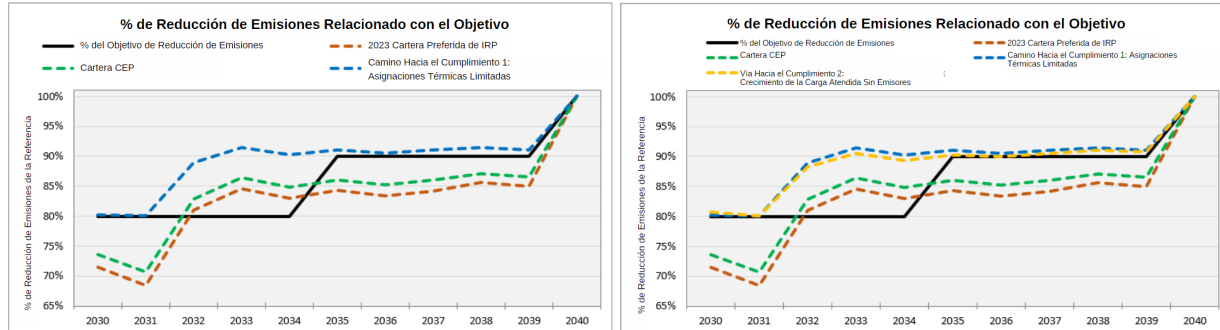 % de Reducción de Emisiones Relacionado con el Objetivo
% del Objetivo de Reducción de Emisiones
2023 Cartera Preferida de IRP
Cartera CEP
Camino Hacia el Cumplimiento 1:
Asignaciones Térmicas Limitadas
% de Reducción de Emisiones de la Referencia
100%
95%
90%
85%
80%
75%
70%
65%
2030 2031 2032 2033 2034 2035 2036 2037 2038 2039 2040
% de Reducción de Emisiones Relacionado con el Objetivo
% del Objetivo de Reducción de Emisiones
2023 Cartera Preferida de IRP
Cartera CEP
Camino Hacia el Cumplimiento 1: Asignaciones
Térmicas Limitadas
Vía Hacia el Cumplimiento 2: :
Crecimiento de la Carga Atendida Sin Emisores
% de Reducción de Emisiones de la Referencia
100%
95%
90%
85%
80%
75%
70%
65%
2030 2031 2032 2033 2034 2035 2036 2037 2038 2039 2040